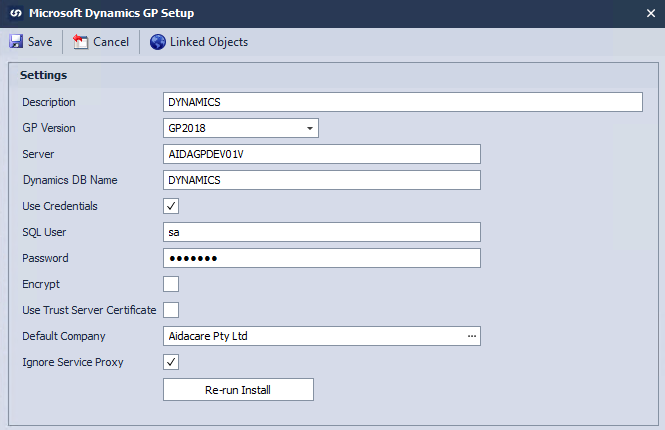 Microsoft Dynamics GP Setup
Save Cancel Linked Objects
Settings
Description DYNAMICS
GP Version GP2018
Server AIDAGPDEV01V
Dynamics DB Name DYNAMICS
Use Credentials
SQL User sa
Password ●●●●●●●
Encrypt
Use Trust Server Certificate
Default Company Aidacare Pty Ltd ...
Ignore Service Proxy
Re-run Install